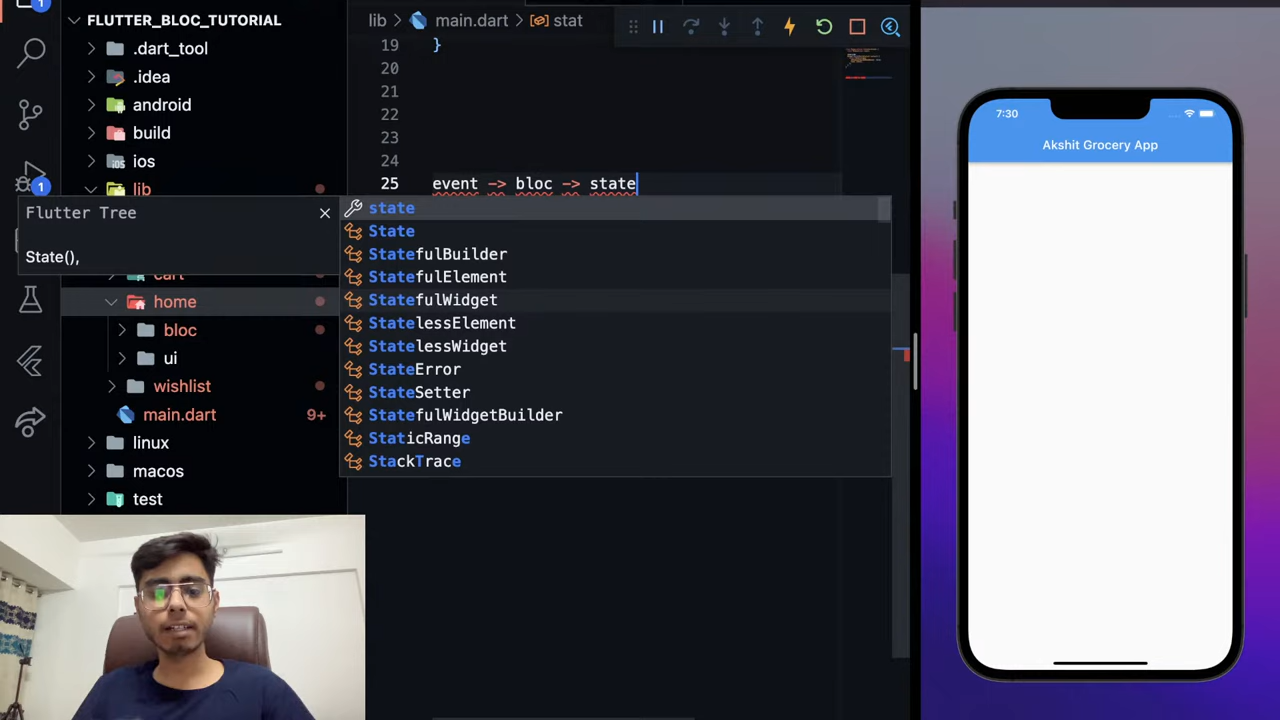 FLUTTER_BLOC_TUTORIAL
.dart_tool
.idea
android
build
ios
lib
cart
home
bloc
ui
wishlist
main.dart 9+
linux
macos
test
1
lib > main.dart > stat
19 }
20
21
22
23
24
25 event -> bloc -> state
Flutter Tree
State(),
state
State
StatefulBuilder
StatefulElement
StatefulWidget
StatelessElement
StatelessWidget
StateError
StateSetter
StatefulWidgetBuilder
StaticRange
StackTrace
7:30
Akshit Grocery App